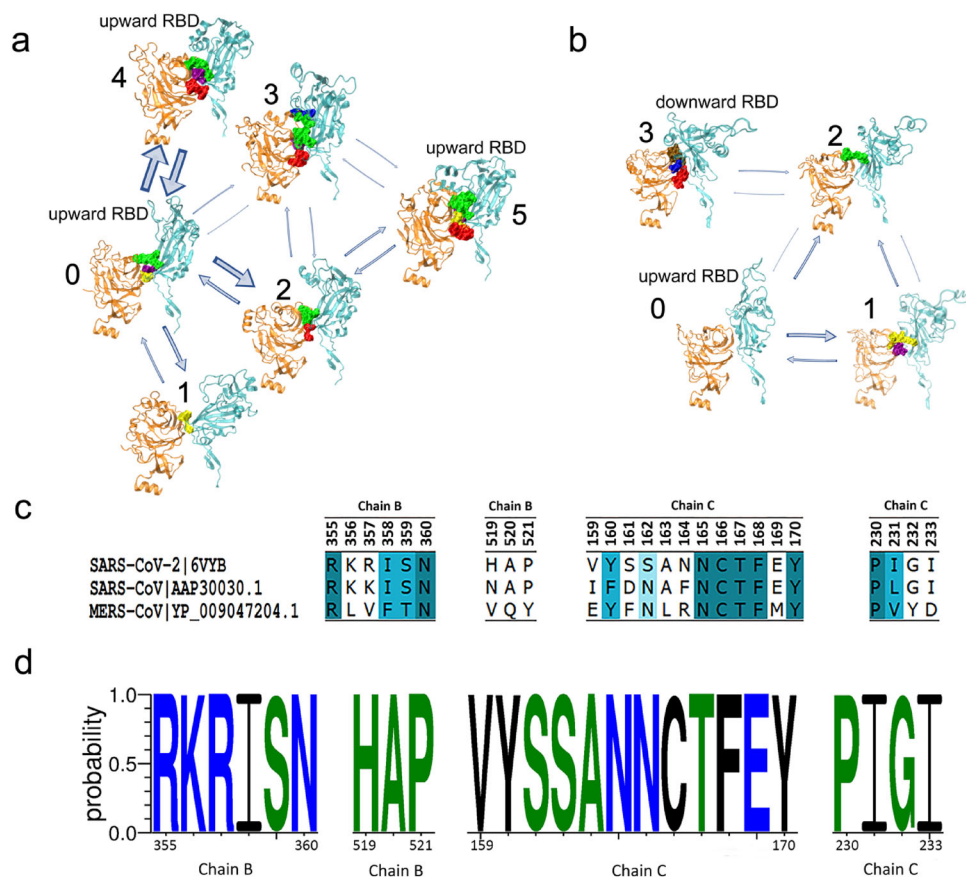 a
upward RBD
4
3
upward RBD
5
upward RBD
0
2
1
b
downward RBD
3
2
upward RBD
0
1
c
Chain B Chain B Chain C Chain C
355 356 357 358 359 360 519 520 521 159 160 161 162 163 164 165 166 167 168 169 170 230 231 232 233
SARS-CoV-2|6VYB R K R I S N H A P V Y S S A N N C T F E Y P I G I
SARS-CoV|AAP30030.1 R K K I S N N A P I F D N A F N C T F E Y P L G I
MERS-CoV|YP_009047204.1 R L V F T N V Q Y E Y F N L R N C T F M Y P V Y D
d
probability
1.0
0.5
0.0
RKRISN HAP VYSSANNCTFEY PIGI
355 360 519 521 159 170 230 233
Chain B Chain B Chain C Chain C